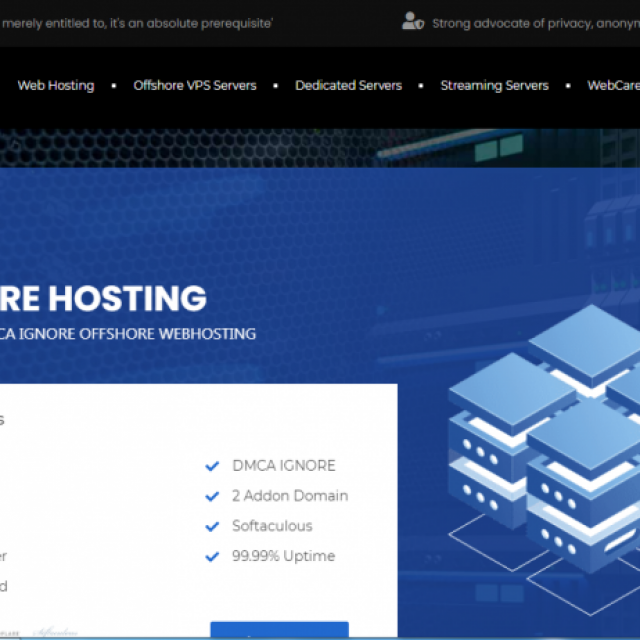 merely entitled to, it's an absolute prerequisite'
Strong advocate of privacy, anonym
Web Hosting
Offshore VPS Servers
Dedicated Servers
Streaming Servers
WebCare
RE HOSTING
CA IGNORE OFFSHORE WEBHOSTING
s
DMCA IGNORE
2 Addon Domain
Softaculous
99.99% Uptime
er
d
Softaculous